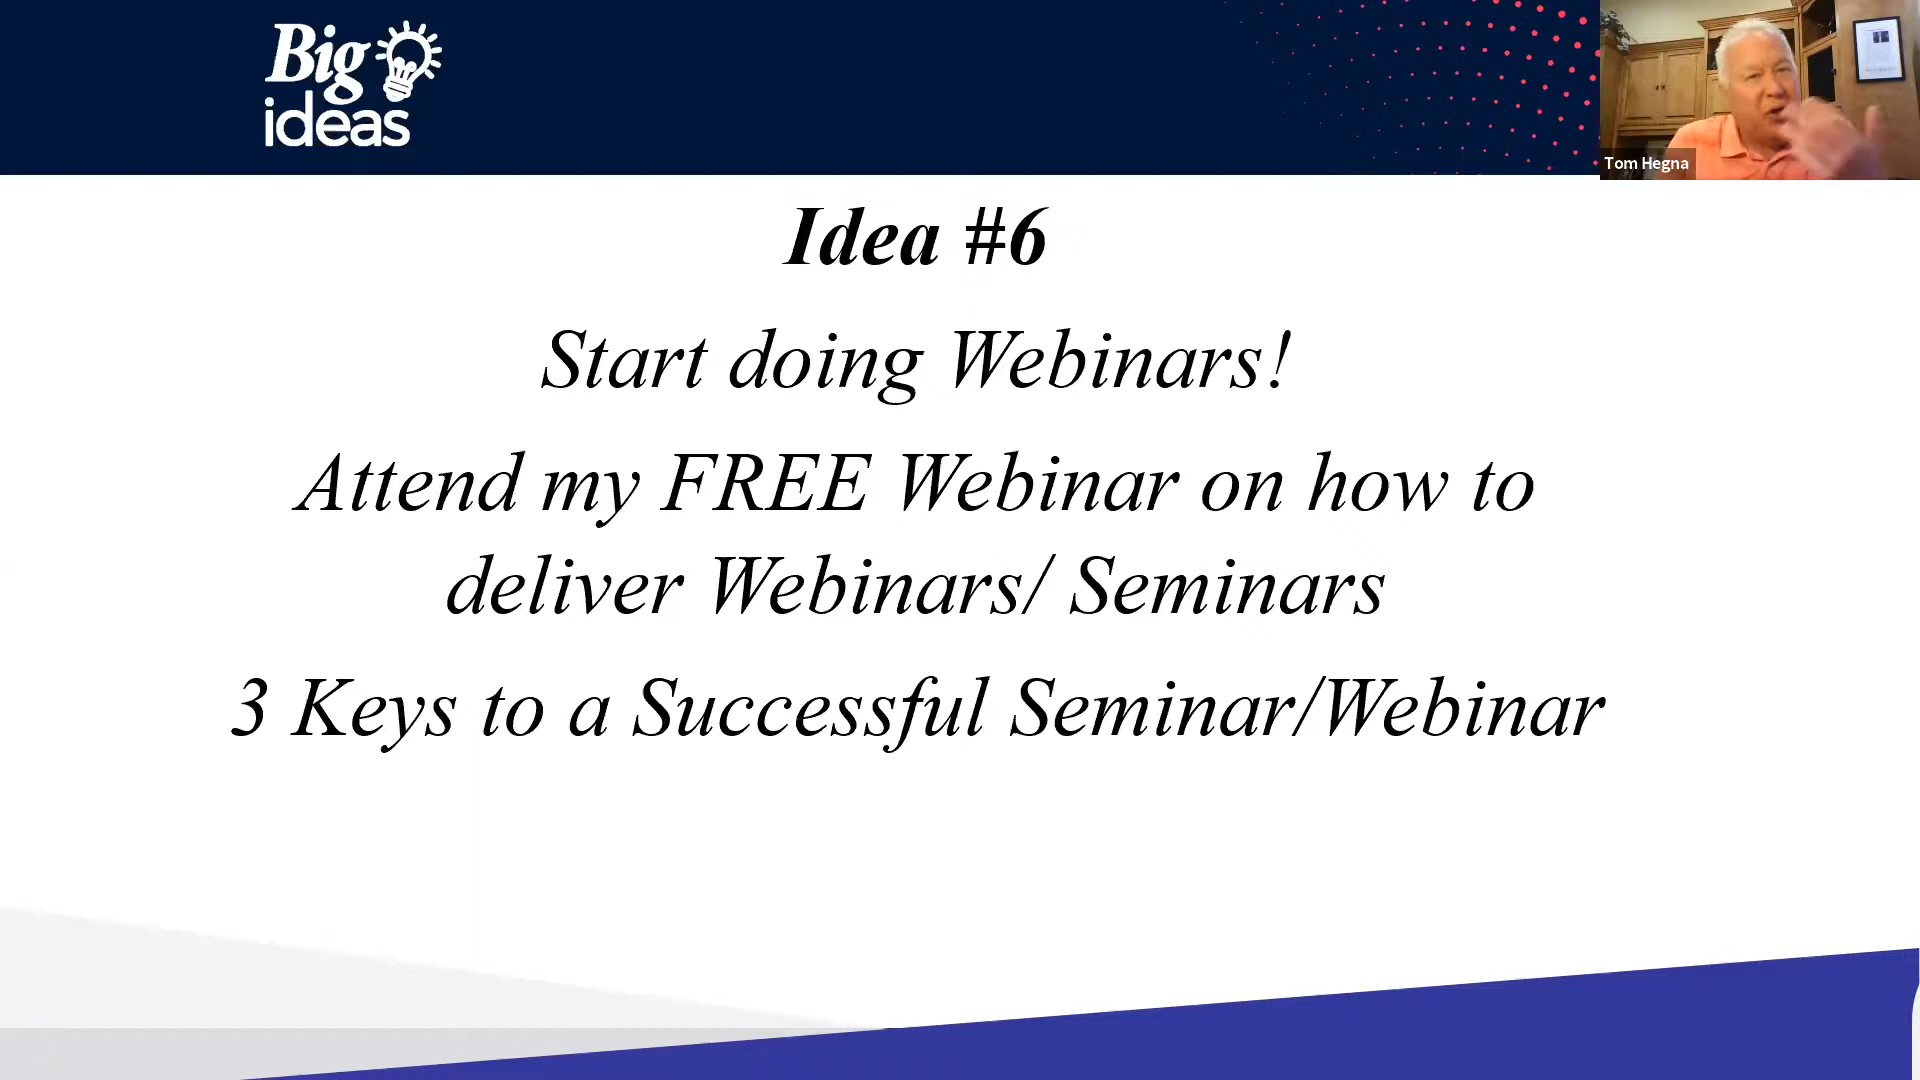 Big
ideas
Tom Hegna
Idea #6
Start doing Webinars!
Attend my FREE Webinar on how to
deliver Webinars/ Seminars
3 Keys to a Successful Seminar/Webinar